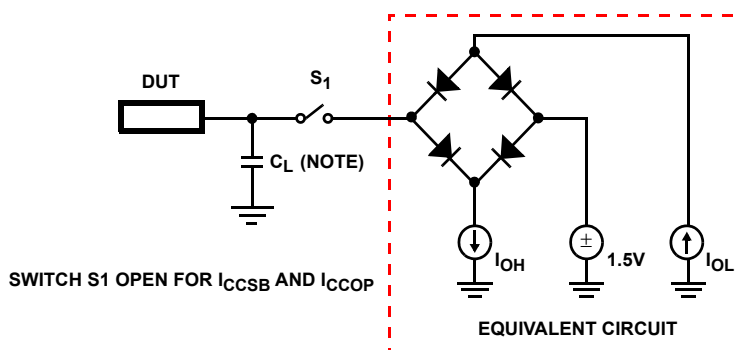 DUT
S1
CL (NOTE)
IOH
±
1.5V
IOL
SWITCH S1 OPEN FOR ICCSB AND ICCOP
EQUIVALENT CIRCUIT